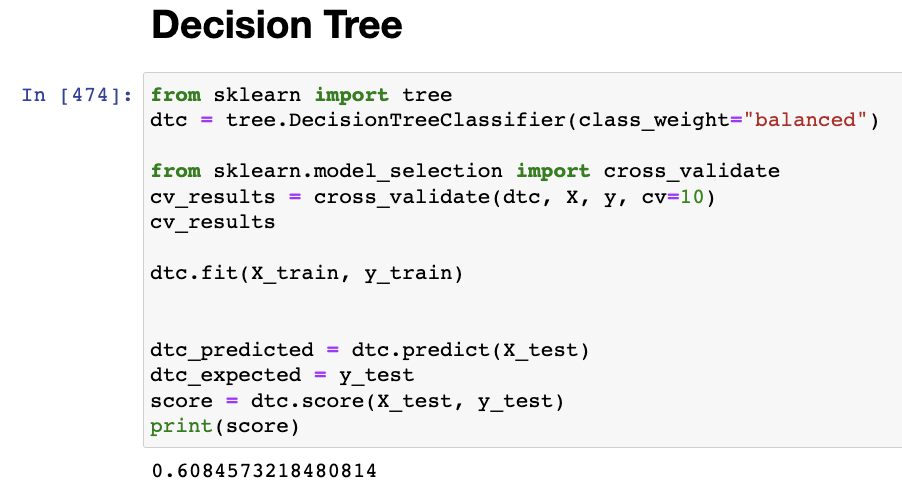 Decision Tree
In [474]:
from sklearn import tree
dtc = tree.DecisionTreeClassifier(class_weight="balanced")
from sklearn.model_selection import cross_validate
cv_results = cross_validate(dtc, X, y, cv=10)
cv_results
dtc.fit(X_train, y_train)
dtc_predicted = dtc.predict(X_test)
dtc_expected = y_test
score = dtc.score(X_test, y_test)
print(score)
0.6084573218480814